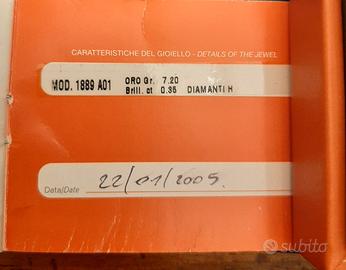 CARATTERISTICHE DEL GIOIELLO - DETAILS OF THE JEWEL
MOD. 1889 A01 ORO Gr. 7.20
Brill. ct 0.35 DIAMANTI H
Data/Date 22/01/2005.
subito